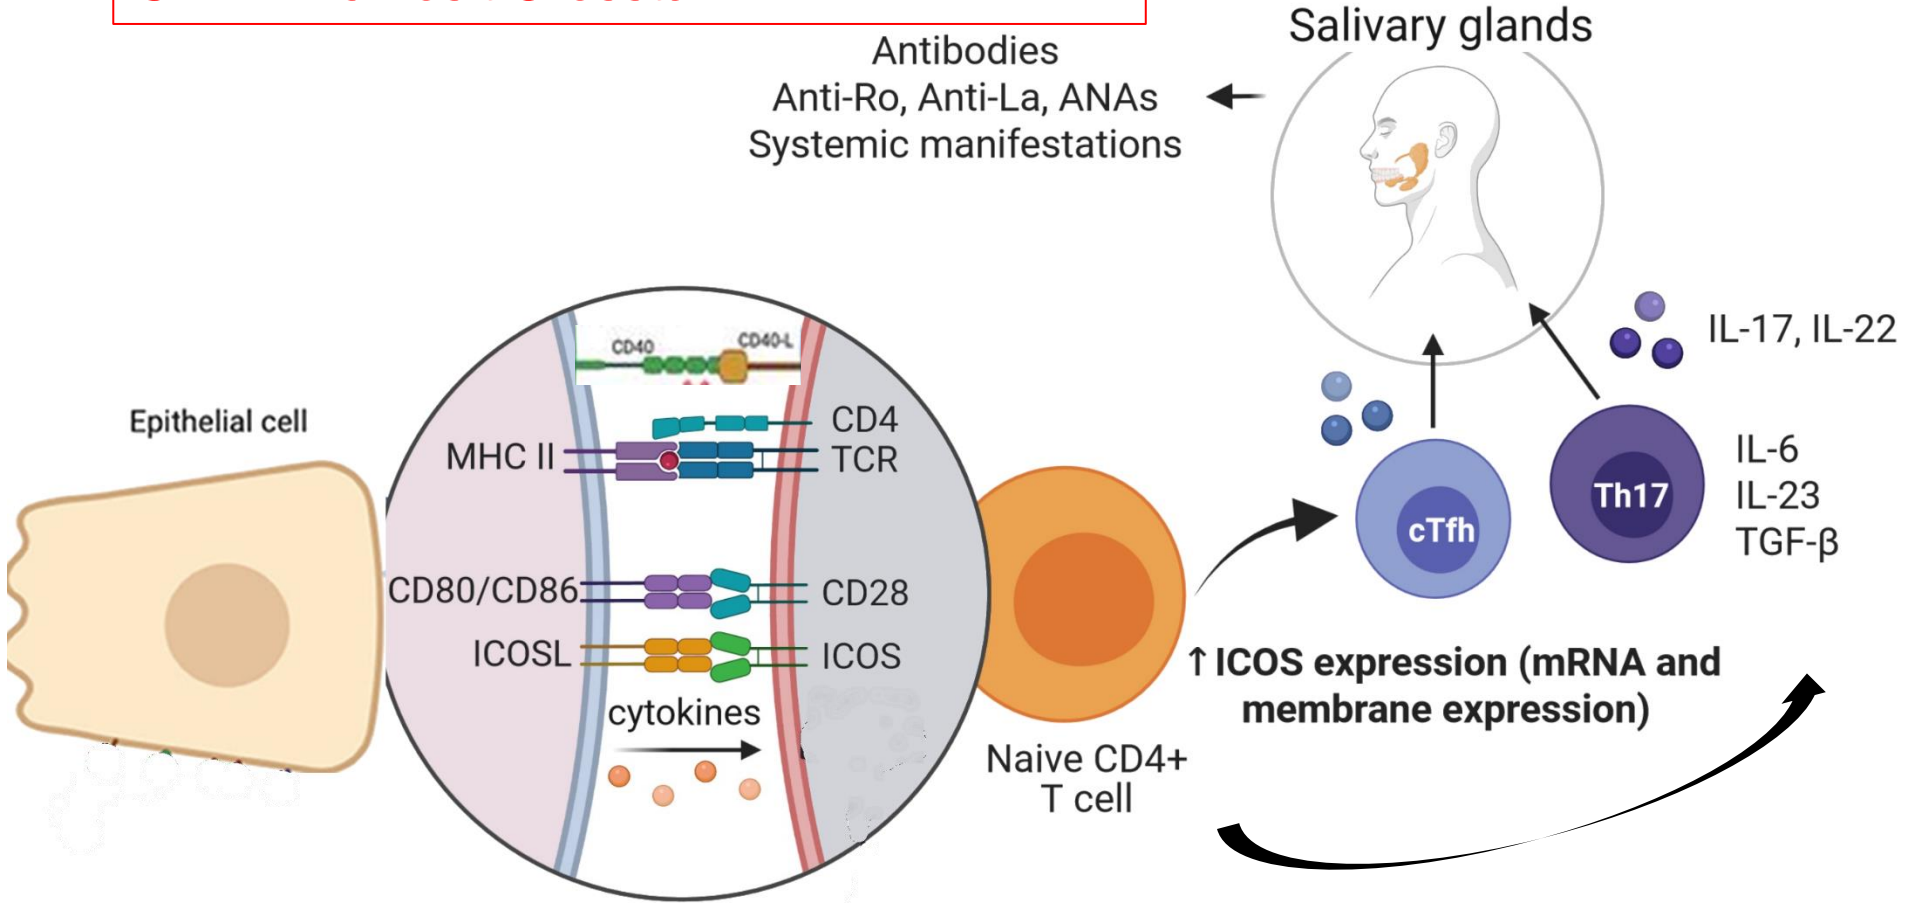 Salivary glands
Antibodies
Anti-Ro, Anti-La, ANAs
Systemic manifestations
IL-17, IL-22
CD40
CD40-L
Epithelial cell
CD4
MHC II
TCR
IL-6
Th17
IL-23
cTfh
TGF-β
CD80/CD86
CD28
ICOSL
ICOS
↑ ICOS expression (mRNA and
membrane expression)
cytokines
Naive CD4+
T cell